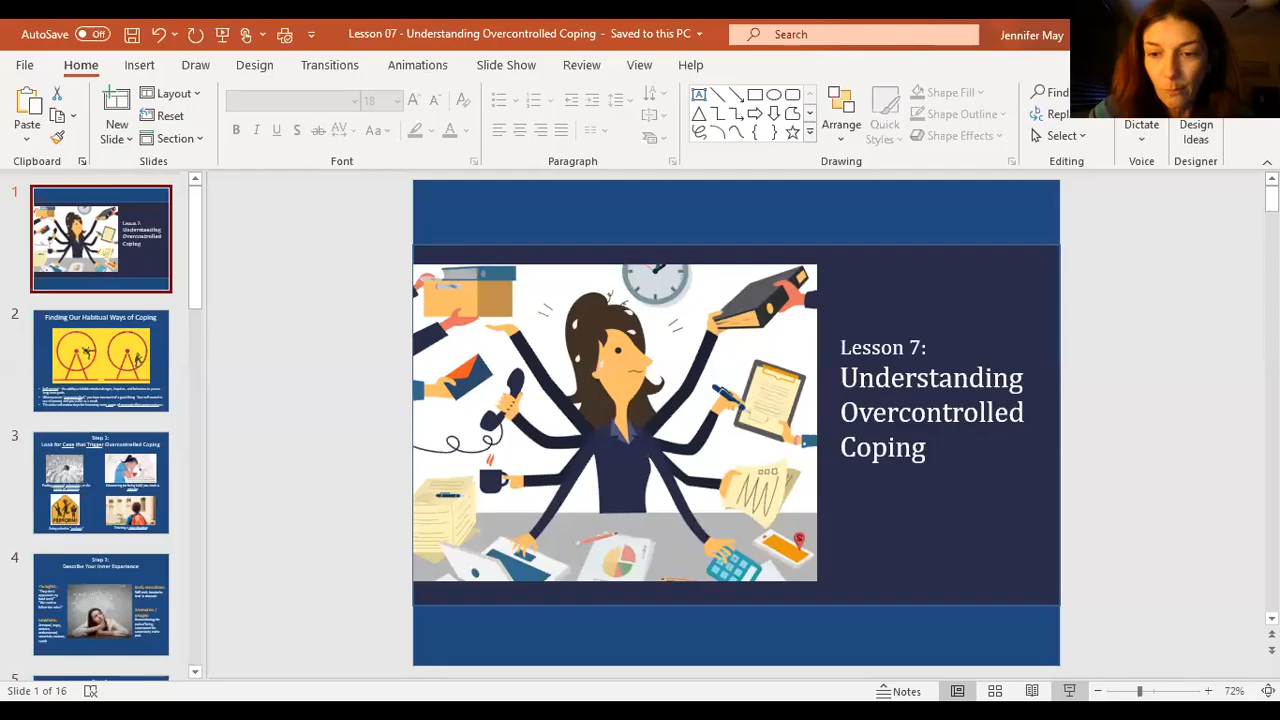 AutoSave Off
Lesson 07 - Understanding Overcontrolled Coping - Saved to this PC
Search
Jennifer May
File Home Insert Draw Design Transitions Animations Slide Show Review View Help
Paste
New
Slide
Layout
Reset
Section
18
Find
Repl
Select
Arrange
Quick
Styles
Shape Fill
Shape Outline
Shape Effects
Dictate
Design
Ideas
Clipboard Slides Font Paragraph Drawing Editing Voice Designer
1
Lesson 7:
Understanding
Overcontrolled
Coping
2
Finding Our Habitual Ways of Coping
3
Step 1:
Look for Cues that Trigger Overcontrolled Coping
PERFORM
4
Step 2:
Describe Your Inner Experience
5
Lesson 7:
Understanding
Overcontrolled
Coping
Slide 1 of 16
Notes
72%